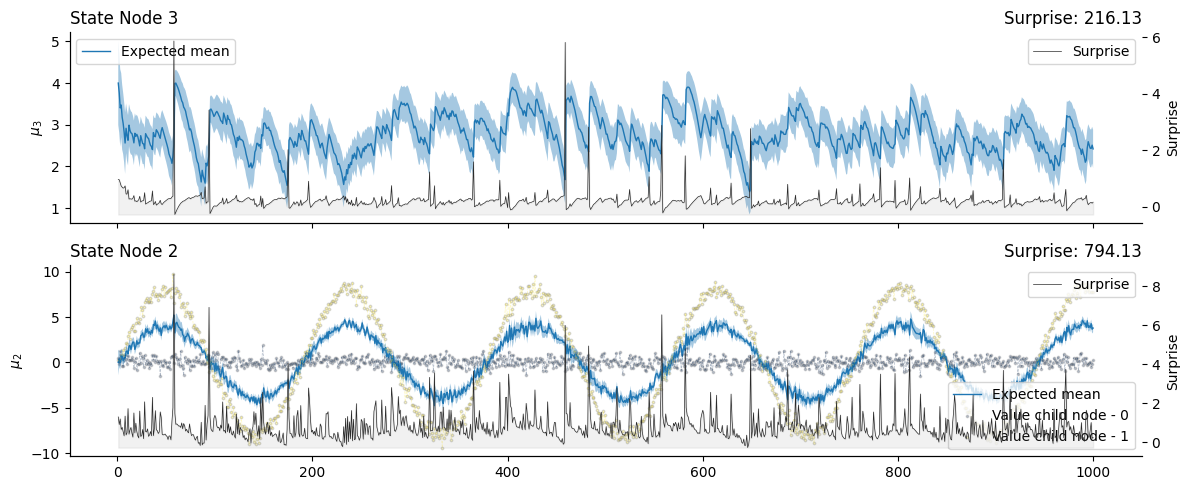 State Node 3
Surprise: 216.13
Expected mean
Surprise
5
4
3
2
1
μ3
6
4
2
0
Surprise
State Node 2
Surprise: 794.13
Surprise
10
5
0
−5
−10
μ2
8
6
4
2
0
Surprise
Expected mean
Value child node - 0
Value child node - 1
0
200
400
600
800
1000